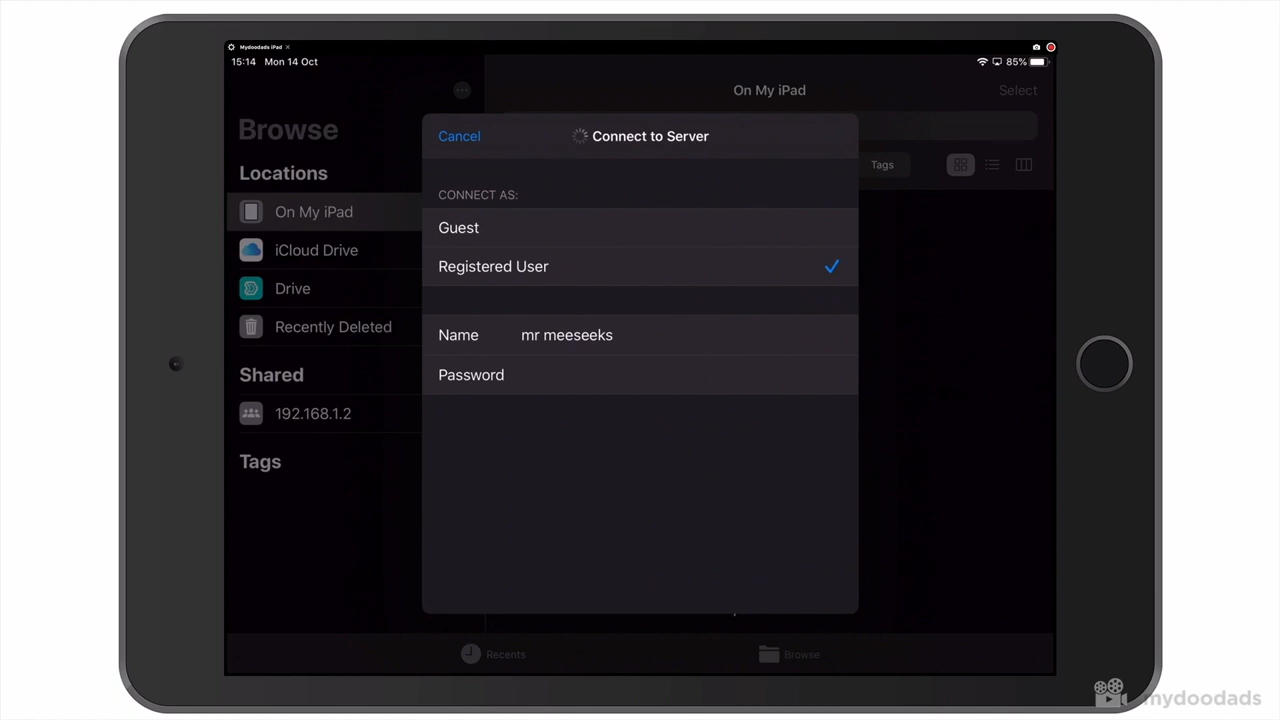 Mydoodads iPad
15:14 Mon 14 Oct
85%
On My iPad
Select
Browse
Cancel
Connect to Server
Locations
Tags
CONNECT AS:
On My iPad
Guest
iCloud Drive
Registered User
Drive
Recently Deleted
Name mr meeseeks
Shared
Password
192.168.1.2
Tags
Recents
Browse
mydoodads